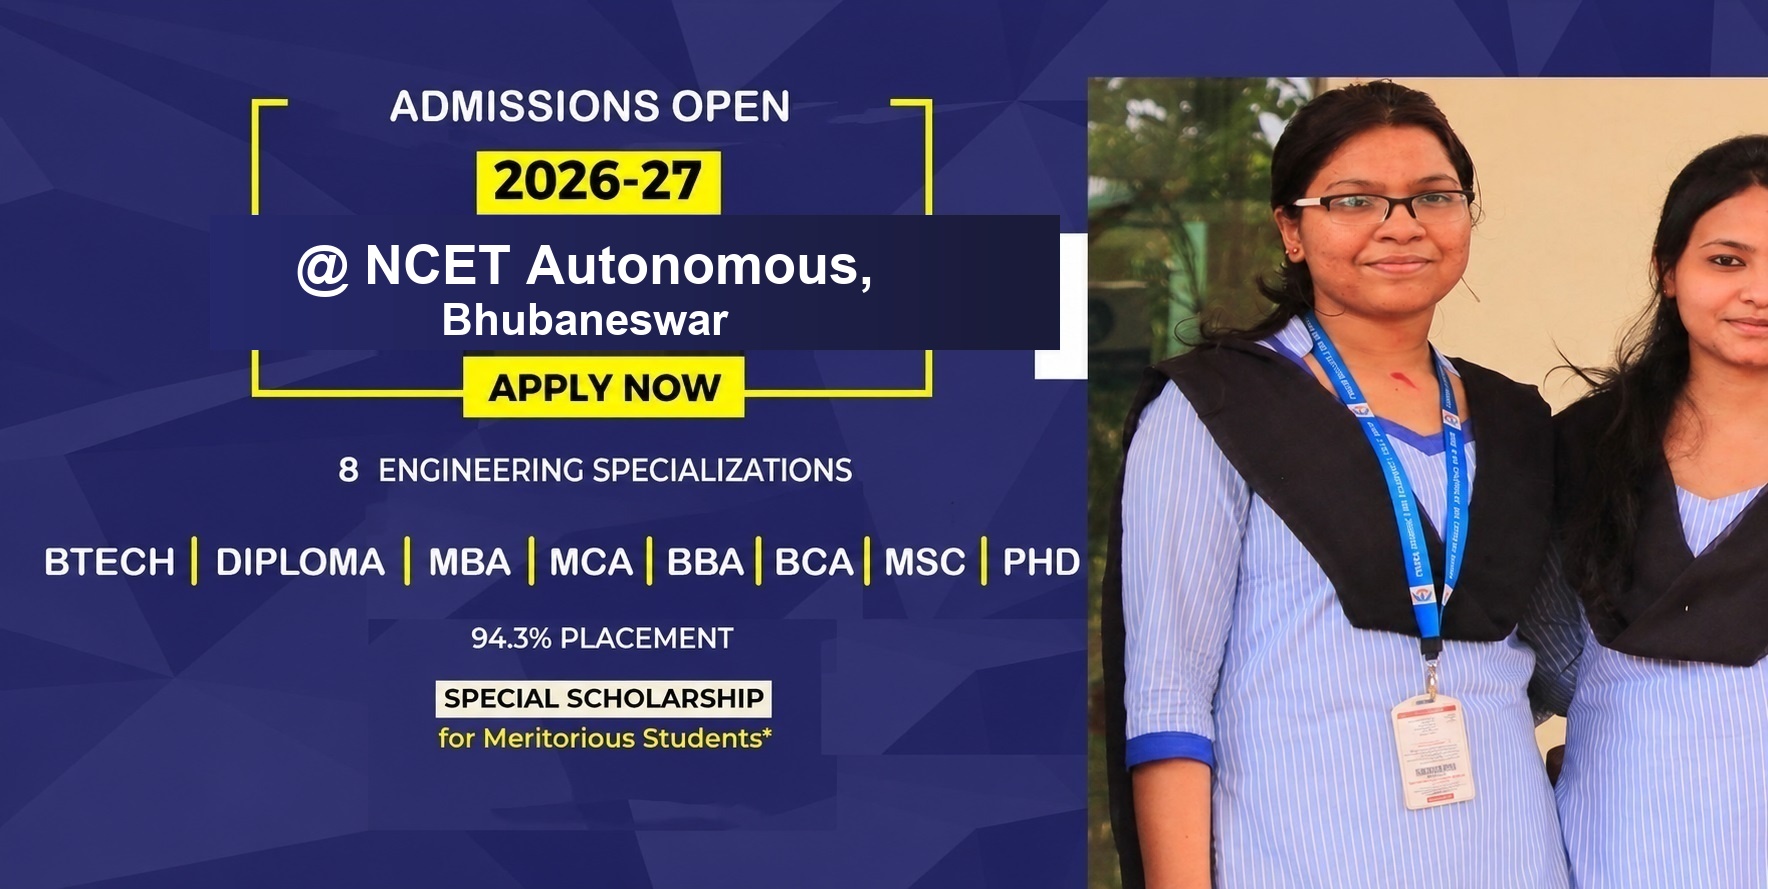 ADMISSIONS OPEN
2026-27
@ NCET Autonomous,
Bhubaneswar
APPLY NOW
8 ENGINEERING SPECIALIZATIONS
BTECH | DIPLOMA | MBA | MCA | BBA | BCA | MSC | PHD
94.3% PLACEMENT
SPECIAL SCHOLARSHIP
for Meritorious Students*